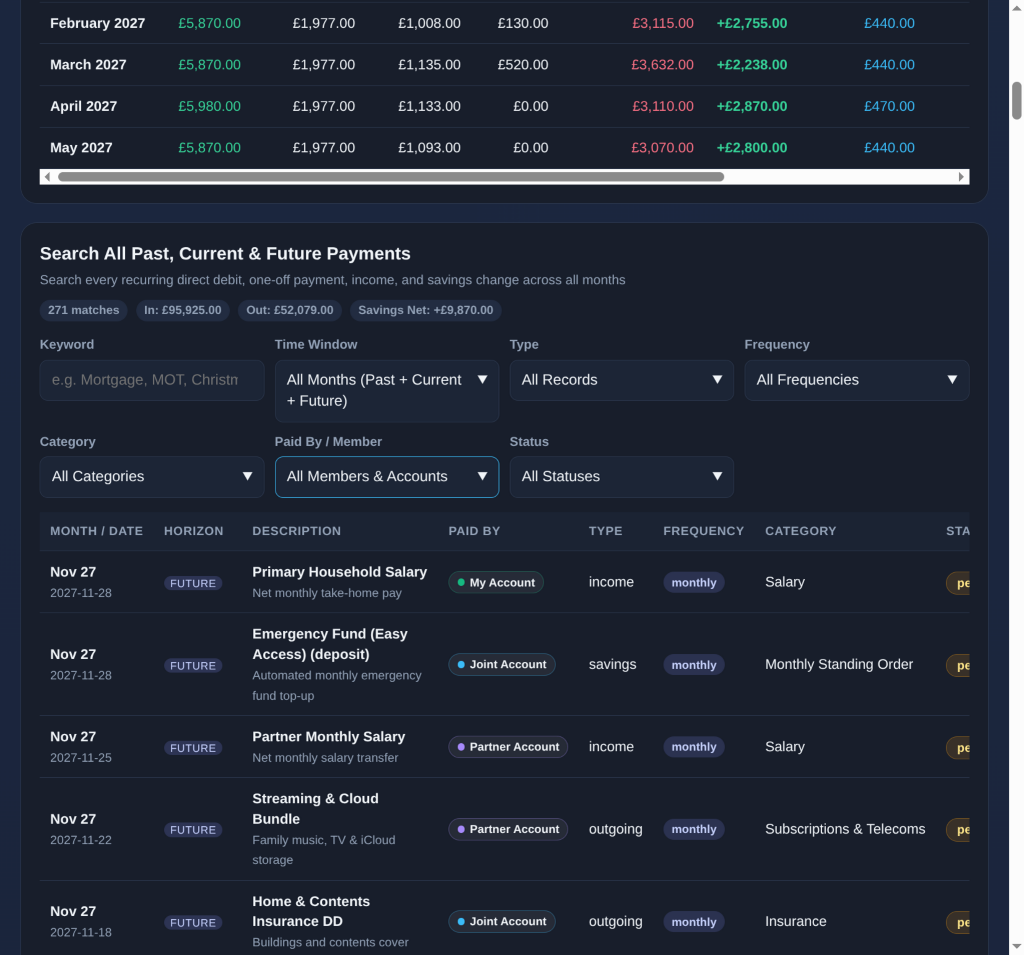 February 2027 £5,870.00 £1,977.00 £1,008.00 £130.00 £3,115.00 +£2,755.00 £440.00
March 2027 £5,870.00 £1,977.00 £1,135.00 £520.00 £3,632.00 +£2,238.00 £440.00
April 2027 £5,980.00 £1,977.00 £1,133.00 £0.00 £3,110.00 +£2,870.00 £470.00
May 2027 £5,870.00 £1,977.00 £1,093.00 £0.00 £3,070.00 +£2,800.00 £440.00
Search All Past, Current & Future Payments
Search every recurring direct debit, one-off payment, income, and savings change across all months
271 matches In: £95,925.00 Out: £52,079.00 Savings Net: +£9,870.00
Keyword Time Window Type Frequency
e.g. Mortgage, MOT, Christm All Months (Past + Current All Records All Frequencies
+ Future)
Category Paid By / Member Status
All Categories All Members & Accounts All Statuses
MONTH / DATE HORIZON DESCRIPTION PAID BY TYPE FREQUENCY CATEGORY STA
Nov 27 Primary Household Salary
FUTURE My Account income monthly Salary pe
2027-11-28 Net monthly take-home pay
Emergency Fund (Easy
Nov 27 Access) (deposit)
FUTURE Joint Account savings monthly Monthly Standing Order pe
2027-11-28 Automated monthly emergency
fund top-up
Nov 27 Partner Monthly Salary
FUTURE Partner Account income monthly Salary pe
2027-11-25 Net monthly salary transfer
Streaming & Cloud
Nov 27 Bundle
FUTURE Partner Account outgoing monthly Subscriptions & Telecoms pe
2027-11-22 Family music, TV & iCloud
storage
Home & Contents
Nov 27 Insurance DD
FUTURE Joint Account outgoing monthly Insurance pe
2027-11-18 Buildings and contents cover